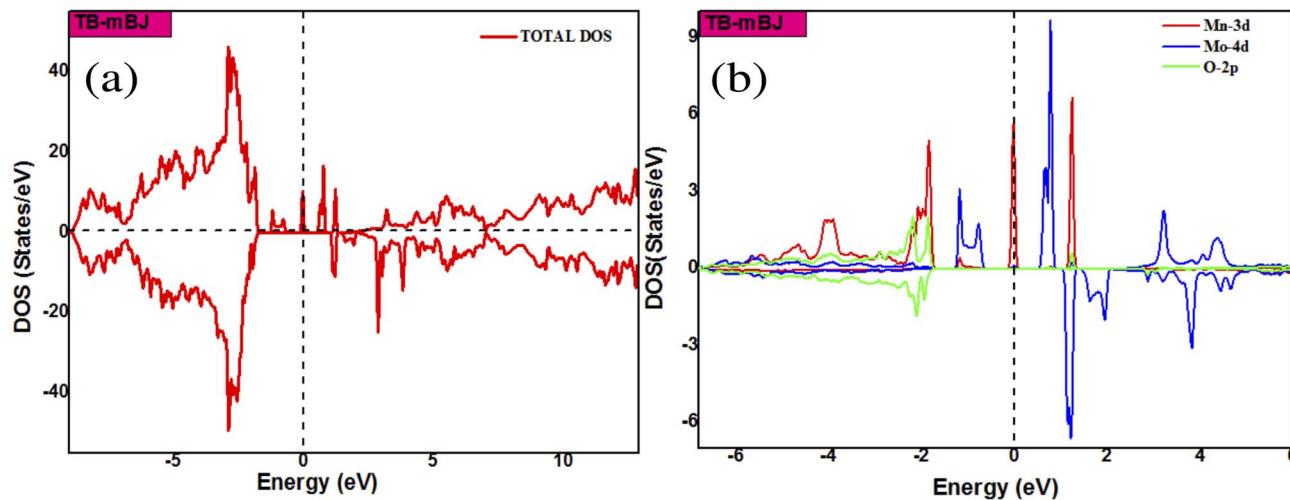 TB-mBJ
TOTAL DOS
(a)
DOS (States/eV)
40
20
0
-20
-40
-5
0
5
10
Energy (eV)
TB-mBJ
Mn-3d
Mo-4d
O-2p
(b)
DOS(States/eV)
9
6
3
0
-3
-6
-6
-4
-2
0
2
4
6
Energy (eV)